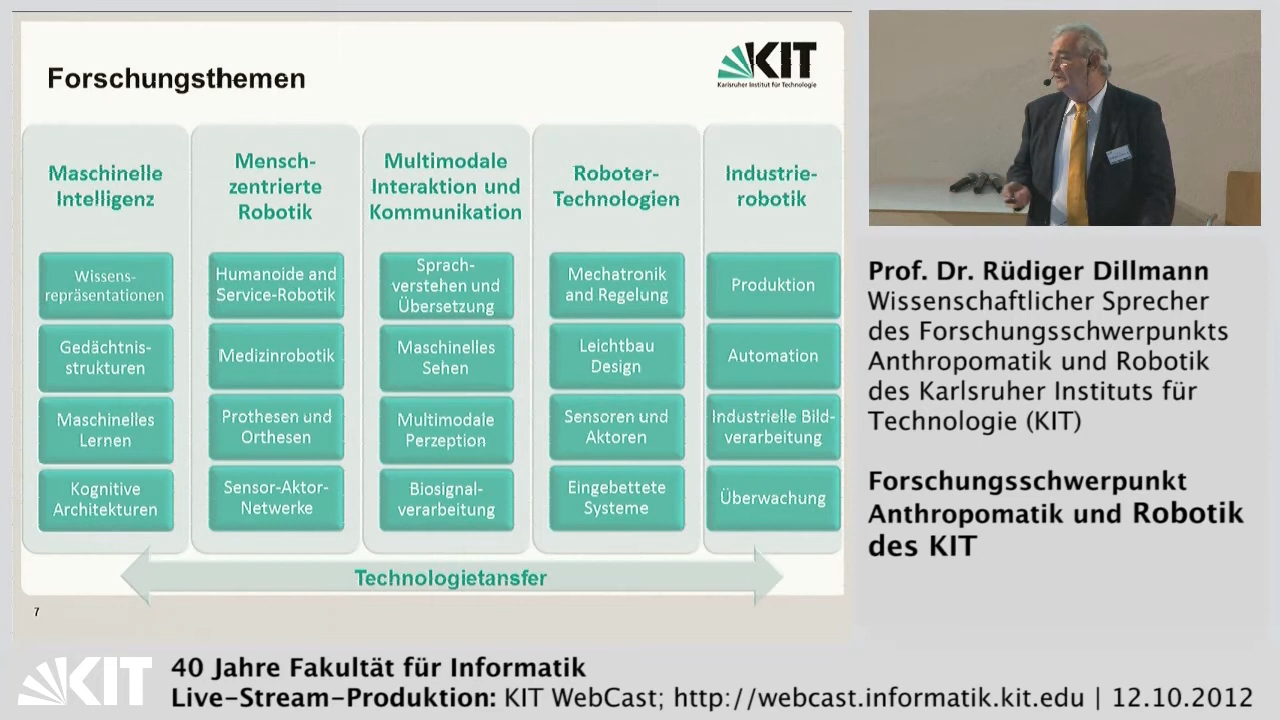 Forschungsthemen
KIT
Karlsruher Institut für Technologie
Maschinelle
Intelligenz
Wissens-
repräsentationen
Gedächtnis-
strukturen
Maschinelles
Lernen
Kognitive
Architekturen
Mensch-
zentrierte
Robotik
Humanoide and
Service-Robotik
Medizinrobotik
Prothesen und
Orthesen
Sensor-Aktor-
Netwerke
Multimodale
Interaktion und
Kommunikation
Sprach-
verstehen und
Übersetzung
Maschinelles
Sehen
Multimodale
Perzeption
Biosignal-
verarbeitung
Roboter-
Technologien
Mechatronik
and Regelung
Leichtbau
Design
Sensoren und
Aktoren
Eingebettete
Systeme
Industrie-
robotik
Produktion
Automation
Industrielle Bild-
verarbeitung
Überwachung
Technologietansfer
7
Prof. Dr. Rüdiger Dillmann
Wissenschaftlicher Sprecher
des Forschungsschwerpunkts
Anthropomatik und Robotik
des Karlsruher Instituts für
Technologie (KIT)
Forschungsschwerpunkt
Anthropomatik und Robotik
des KIT
KIT
40 Jahre Fakultät für Informatik
Live-Stream-Produktion: KIT WebCast; http://webcast.informatik.kit.edu | 12.10.2012